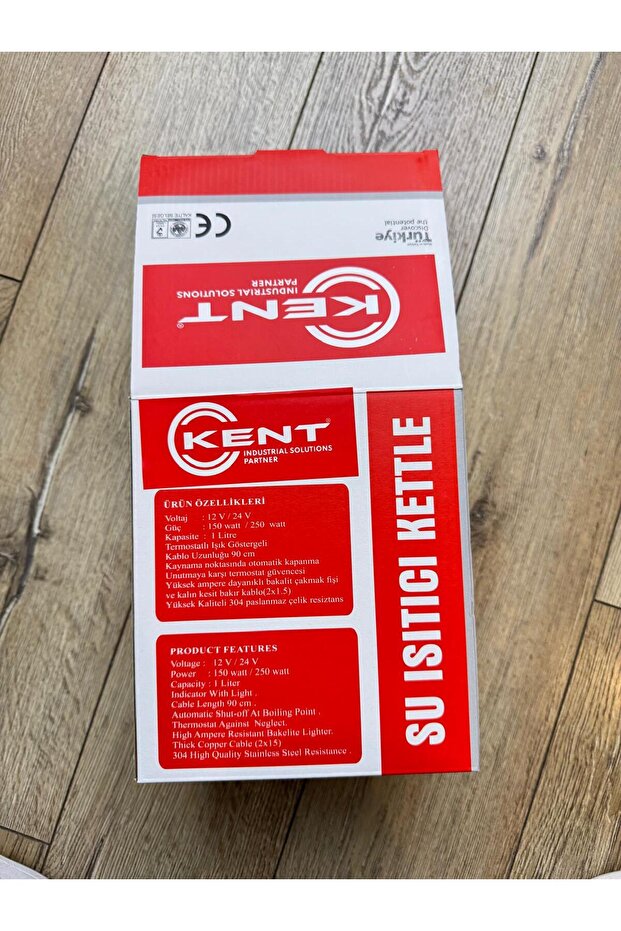 Türkiye
Discover
the potential
CE
KALİTE BELGESİ
KENT
INDUSTRIAL SOLUTIONS
PARTNER
KENT
INDUSTRIAL SOLUTIONS
PARTNER
SU ISITICI KETTLE
ÜRÜN ÖZELLİKLERİ
Voltaj : 12 V / 24 V
Güç : 150 watt / 250 watt
Kapasite : 1 Litre
Termostatlı Işık Göstergeli
Kablo Uzunluğu 90 cm
Kaynama noktasında otomatik kapanma
Unutmaya karşı termostat güvencesi
Yüksek ampere dayanıklı bakalit çakmak fişi
ve kalın kesit bakır kablo(2x1.5)
Yüksek Kaliteli 304 paslanmaz çelik rezistans
PRODUCT FEATURES
Voltage : 12 V / 24 V
Power : 150 watt / 250 watt
Capacity : 1 Liter
Indicator With Light .
Cable Length 90 cm .
Automatic Shut-off At Boiling Point .
Thermostat Against Neglect.
High Ampere Resistant Bakelite Lighter.
Thick Copper Cable (2x15)
304 High Quality Stainless Steel Resistance .